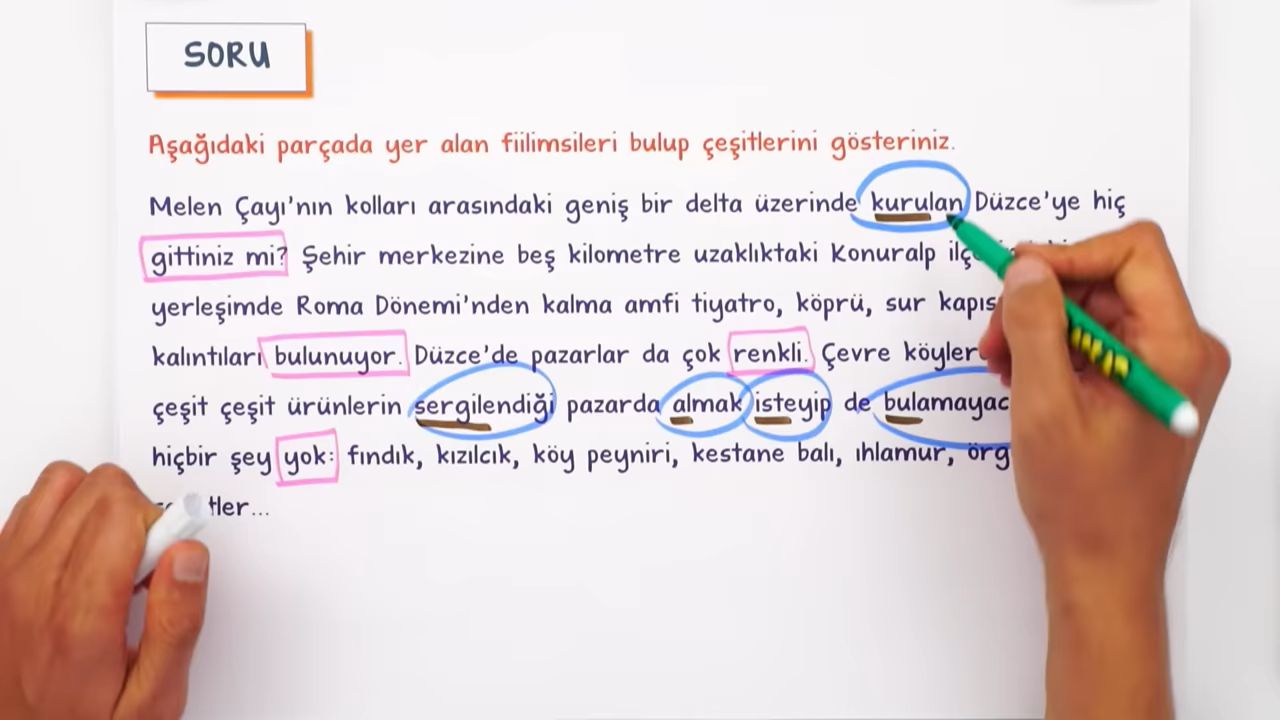 SORU
Aşağıdaki parçada yer alan fiilimsileri bulup çeşitlerini gösteriniz.
Melen Çayı'nın kolları arasındaki geniş bir delta üzerinde kurulan Düzce'ye hiç
gittiniz mi? Şehir merkezine beş kilometre uzaklıktaki Konuralp
yerleşimde Roma Dönemi'nden kalma amfi tiyatro, köprü, sur
kalıntıları bulunuyor. Düzce'de pazarlar da çok renkli. Çevre
çeşit çeşit ürünlerin sergilendiği pazarda almak isteyip de
hiçbir şey yok: fındık, kızılcık, köy peyniri, kestane balı, ıhlamur,